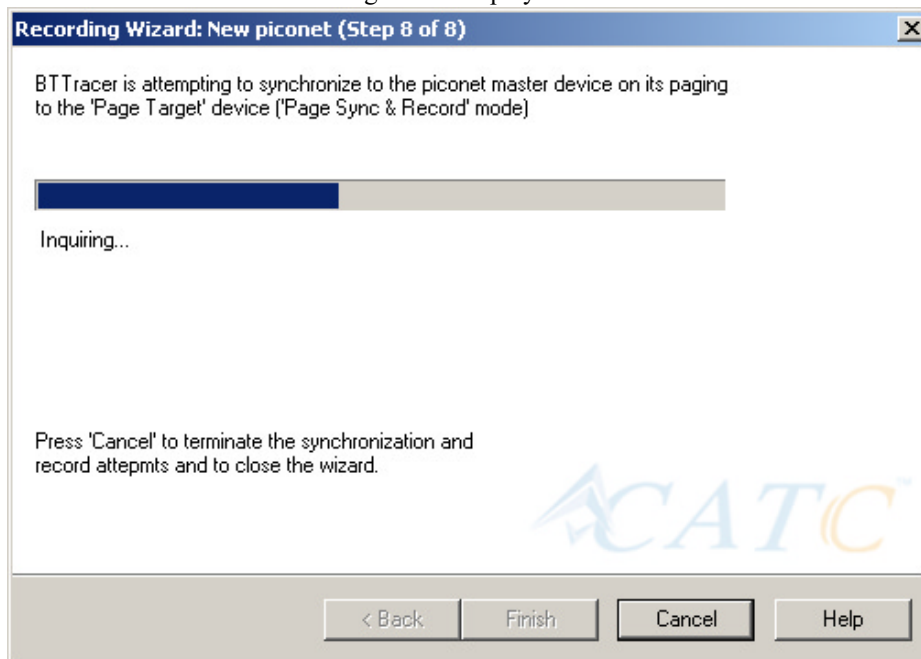 Recording Wizard: New piconet (Step 8 of 8)
BTTracer is attempting to synchronize to the piconet master device on its paging
to the 'Page Target' device ('Page Sync & Record' mode)
Inquiring...
Press 'Cancel' to terminate the synchronization and
record attepmts and to close the wizard.
CATC
< Back
Finish
Cancel
Help